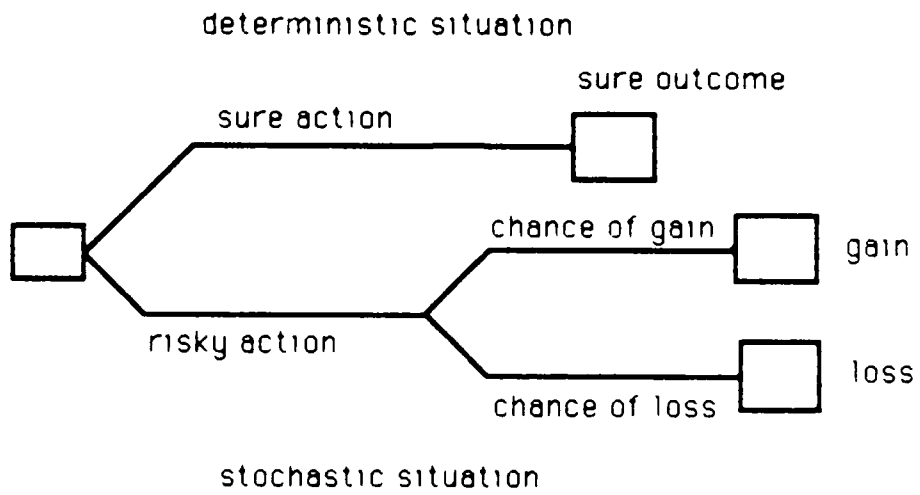 deterministic situation
sure outcome
sure action
chance of gain
gain
risky action
loss
chance of loss
stochastic situation